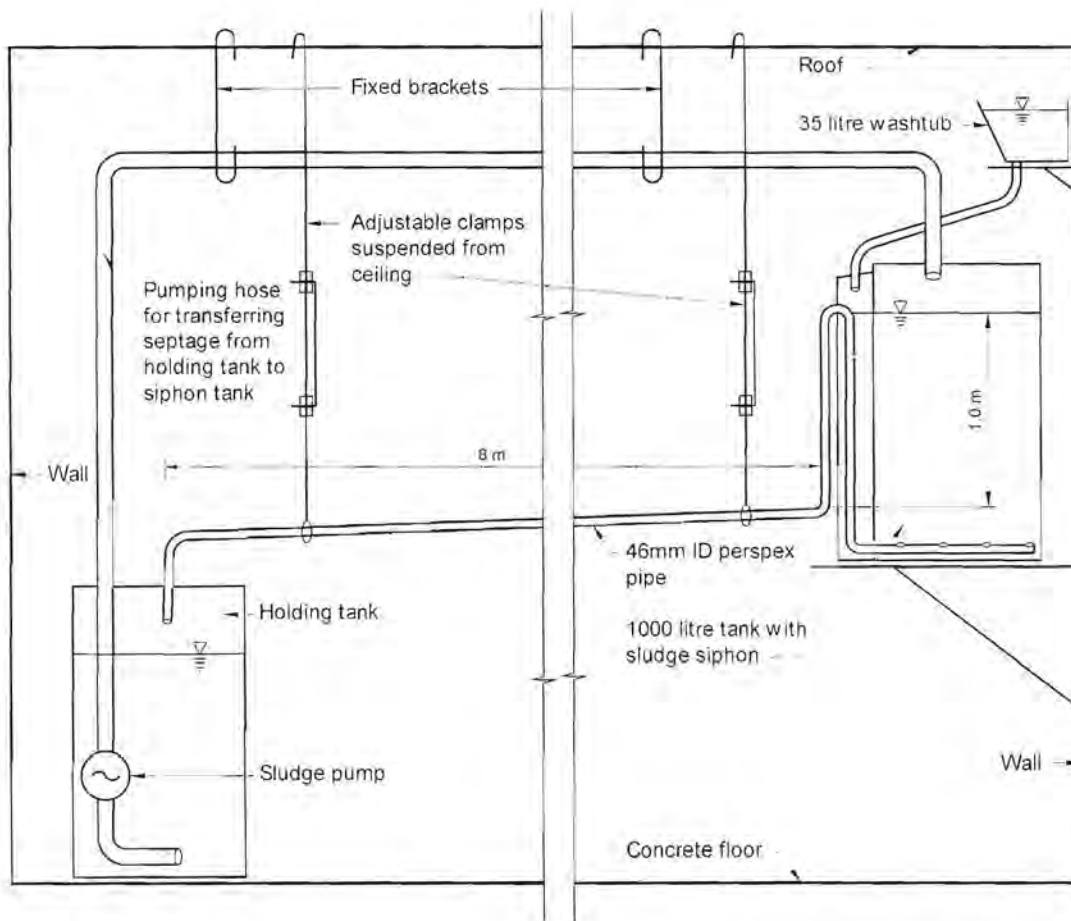 Roof
Fixed brackets
35 litre washtub
Adjustable clamps
suspended from
ceiling
Pumping hose
for transferring
septage from
holding tank to
siphon tank
1.0 m
8 m
Wall
46mm ID perspex
pipe
Holding tank
1000 litre tank with
sludge siphon
Sludge pump
Wall
Concrete floor